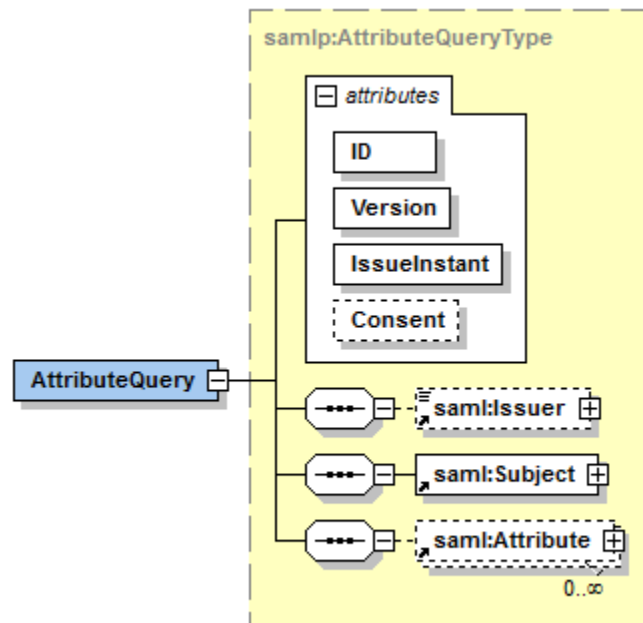 samlp:AttributeQueryType
attributes
ID
Version
IssueInstant
Consent
AttributeQuery
saml:Issuer
saml:Subject
saml:Attribute
0..∞